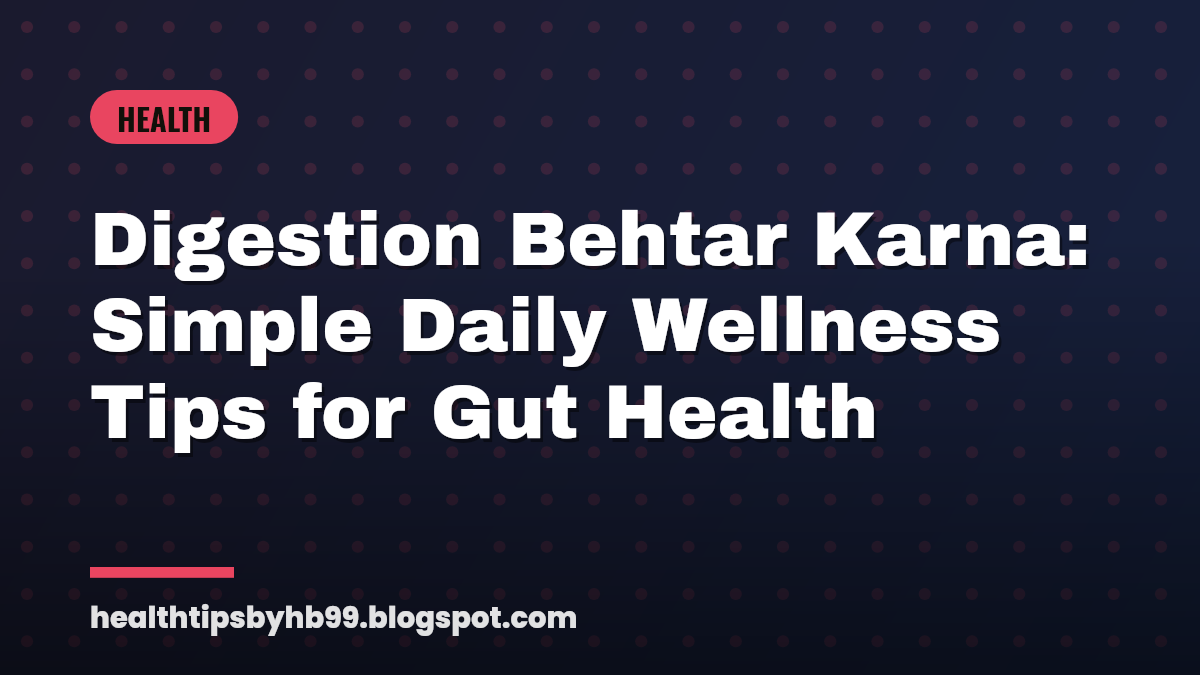 HEALTH
Digestion Behtar Karna:
Simple Daily Wellness
Tips for Gut Health
healthtipsbyhb99.blogspot.com